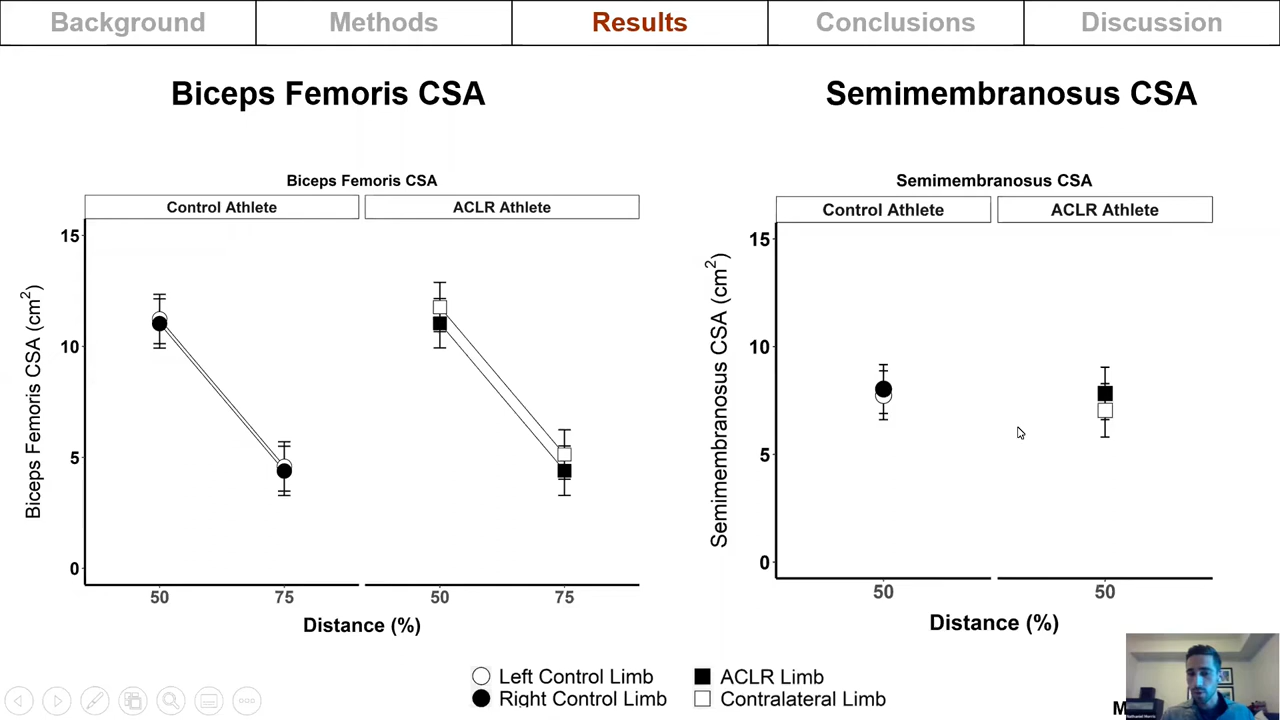 Background Methods Results Conclusions Discussion
Biceps Femoris CSA
Semimembranosus CSA
Biceps Femoris CSA
Control Athlete ACLR Athlete
Biceps Femoris CSA (cm²)
15
10
5
0
50 75 50 75
Distance (%)
Semimembranosus CSA
Control Athlete ACLR Athlete
Semimembranosus CSA (cm²)
15
10
5
0
50 50
Distance (%)
Left Control Limb
Right Control Limb
ACLR Limb
Contralateral Limb